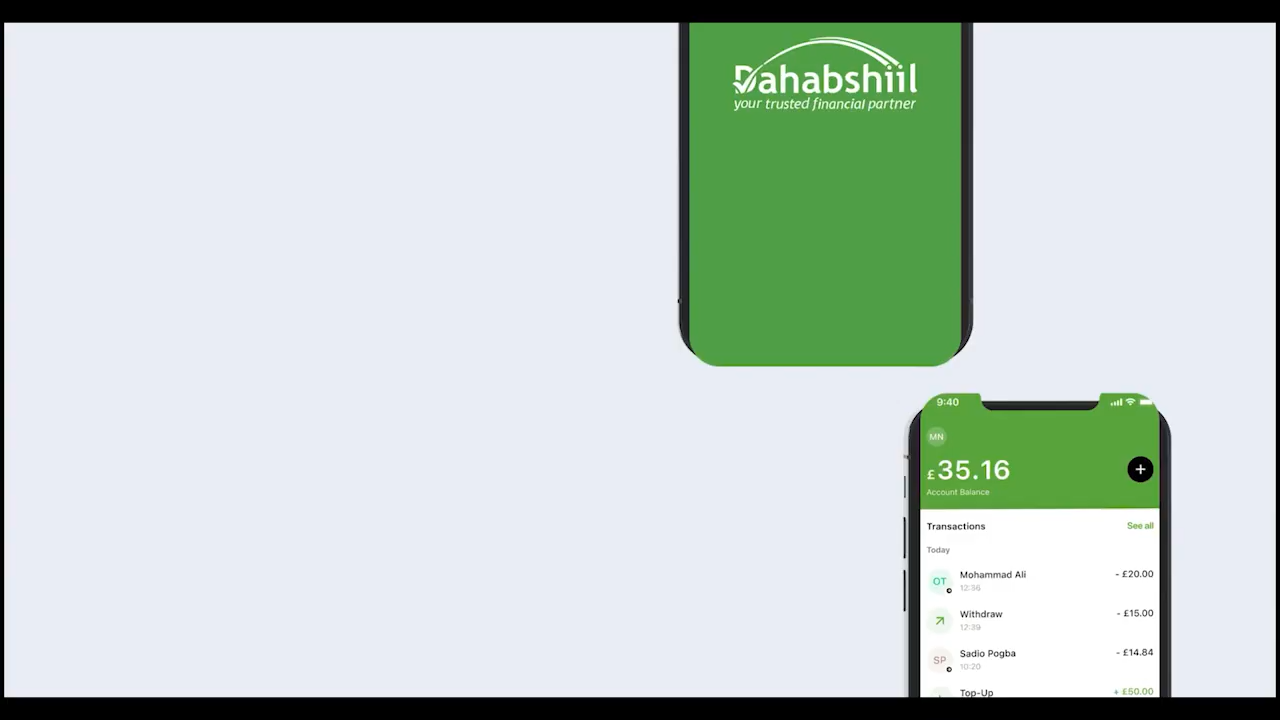 Dahabshiil
your trusted financial partner
9:40
MN
£35.16
Account Balance
Transactions
See all
Today
OT
Mohammad Ali
- £20.00
12:36
Withdraw
- £15.00
12:39
SP
Sadio Pogba
- £14.84
10:20
Top-Up
+ £50.00